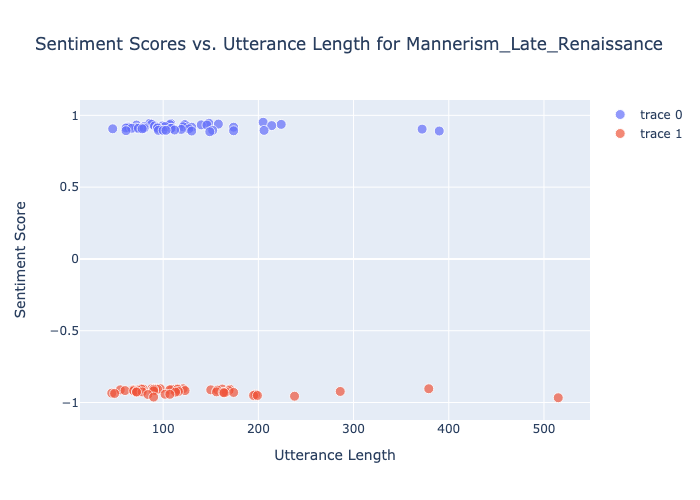 Sentiment Scores vs. Utterance Length for Mannerism_Late_Renaissance
trace 0
trace 1
1
0.5
0
−0.5
−1
Sentiment Score
100
200
300
400
500
Utterance Length